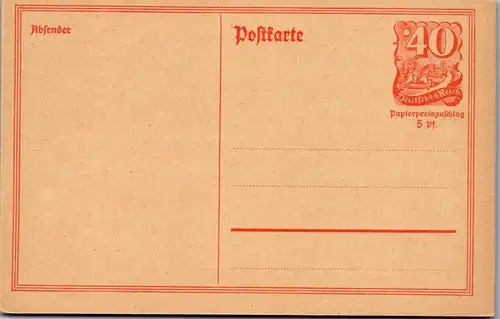 Absender
Postkarte
40
Deutsches Reich
Papierpreiszuschlag
5 Pf.